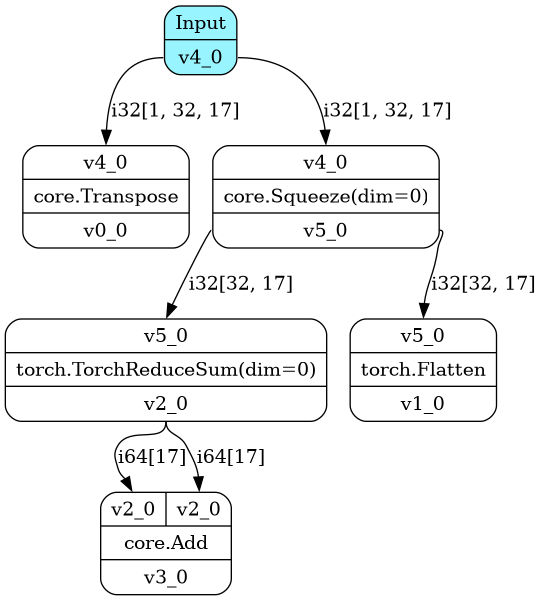 Input
v4_0
i32[1, 32, 17]
i32[1, 32, 17]
v4_0
core.Transpose
v0_0
v4_0
core.Squeeze(dim=0)
v5_0
i32[32, 17]
i32[32, 17]
v5_0
torch.TorchReduceSum(dim=0)
v2_0
v5_0
torch.Flatten
v1_0
i64[17]
i64[17]
v2_0
v2_0
core.Add
v3_0